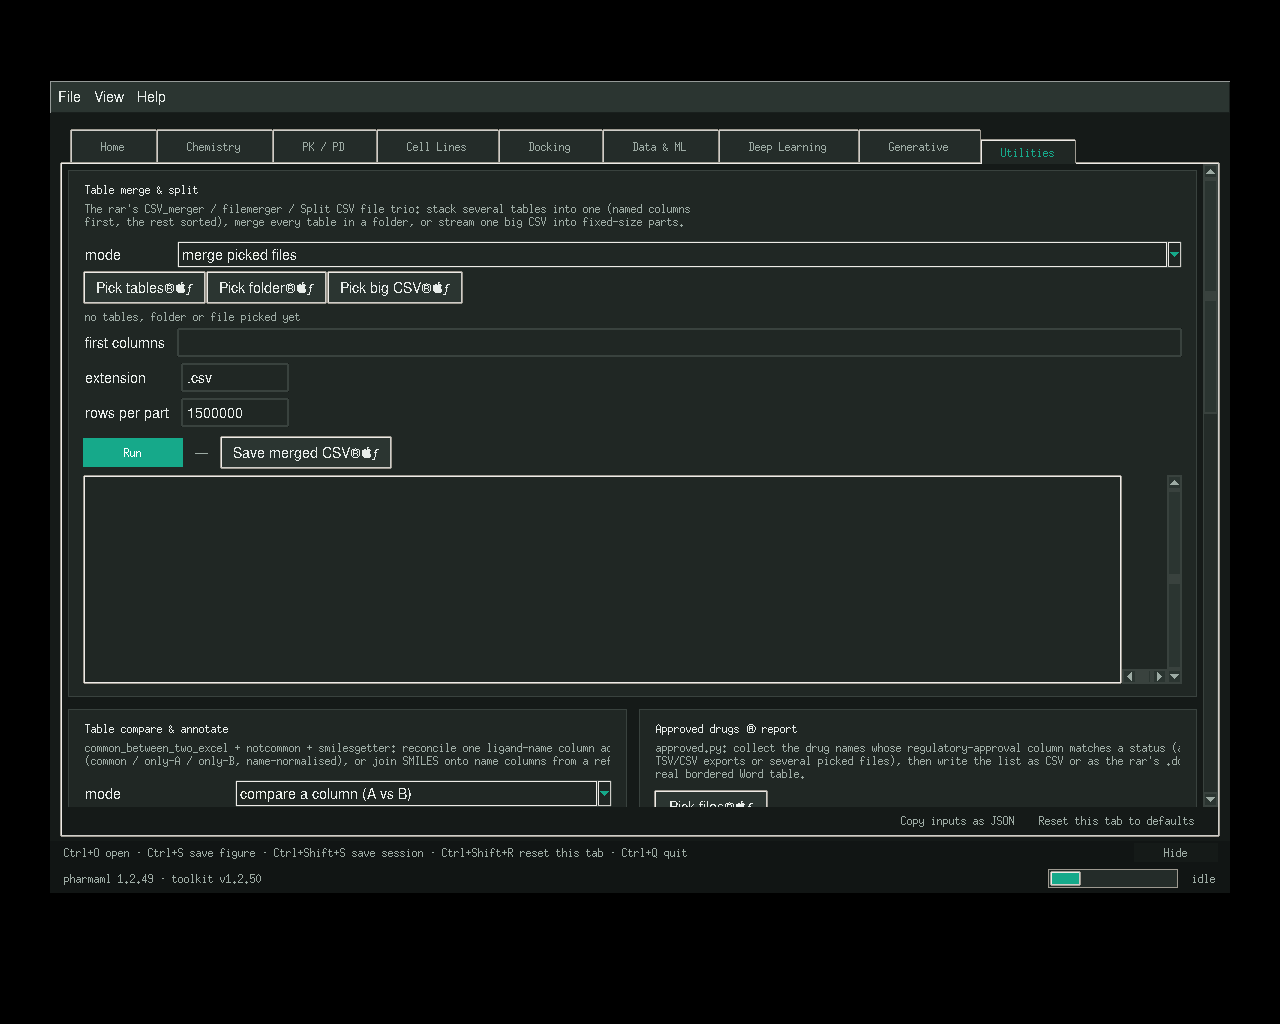 File View Help
Home Chemistry PK / PD Cell Lines Docking Data & ML Deep Learning Generative Utilities
Table merge & split
The rar's CSV_merger / filemerger / Split CSV file trio: stack several tables into one (named columns
first, the rest sorted), merge every table in a folder, or stream one big CSV into fixed-size parts.
mode merge picked files
Pick tables®ƒ Pick folder®ƒ Pick big CSV®ƒ
no tables, folder or file picked yet
first columns
extension .csv
rows per part 1500000
Run — Save merged CSV®ƒ
Table compare & annotate
common_between_two_excel + notcommon + smilesgetter: reconcile one ligand-name column
(common / only-A / only-B, name-normalised), or join SMILES onto name columns from a
mode compare a column (A vs B)
Approved drugs ® report
approved.py: collect the drug names whose regulatory-approval column matches a status
TSV/CSV exports or several picked files), then write the list as CSV or as the rar's
real bordered Word table.
Pick files®ƒ
Copy inputs as JSON Reset this tab to defaults
Ctrl+O open · Ctrl+S save figure · Ctrl+Shift+S save session · Ctrl+Shift+R reset this tab · Ctrl+Q quit Hide
pharmaml 1.2.49 · toolkit v1.2.50 idle